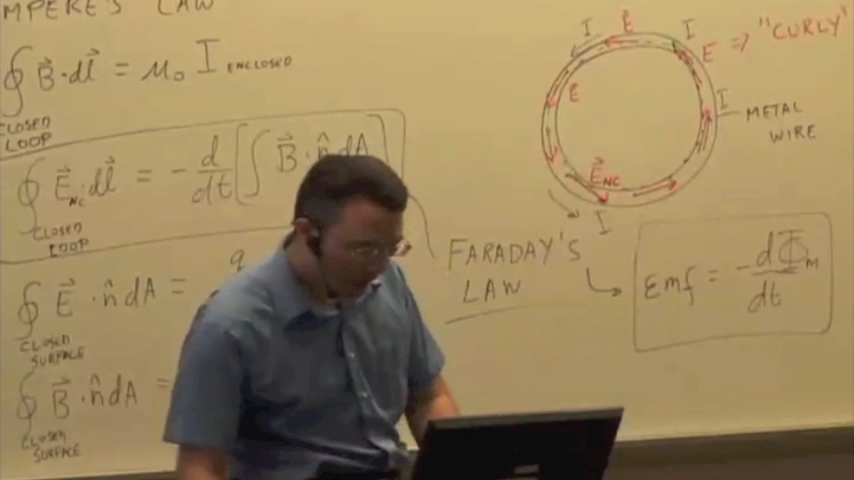 MPERE'S LAW
∮ B⃗·dl⃗ = μ₀ I ENCLOSED
CLOSED
LOOP
∮ E⃗NC·dl⃗ = - d/dt [∫ B⃗·n̂ dA
CLOSED
LOOP
∮ E⃗·n̂ dA = q
CLOSED
SURFACE
∮ B⃗·n̂ dA =
CLOSED
SURFACE
I E⃗ I
E ⇒ "CURLY"
E
I
METAL
WIRE
E⃗NC
I
FARADAY'S
LAW
Emf = - dΦm/dt